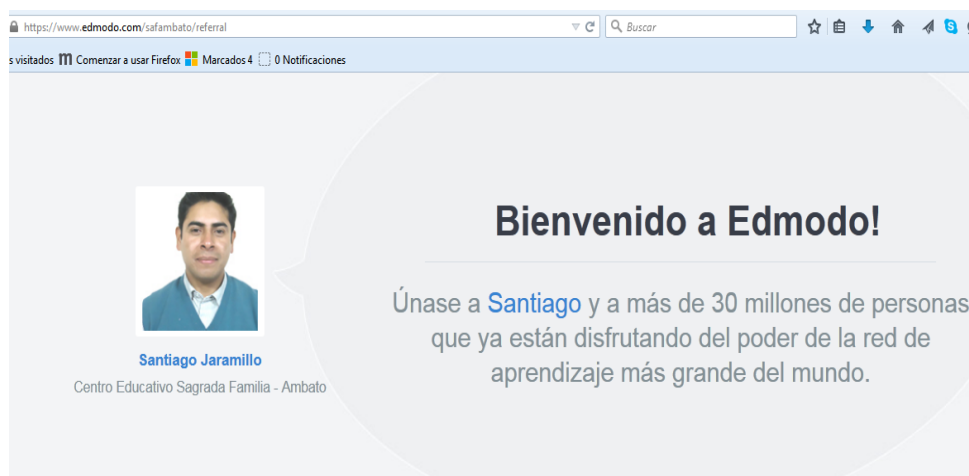 https://www.edmodo.com/safambato/referral
Buscar
s visitados
Comenzar a usar Firefox
Marcados 4
0 Notificaciones
Bienvenido a Edmodo!
Únase a Santiago y a más de 30 millones de personas
que ya están disfrutando del poder de la red de
aprendizaje más grande del mundo.
Santiago Jaramillo
Centro Educativo Sagrada Familia - Ambato